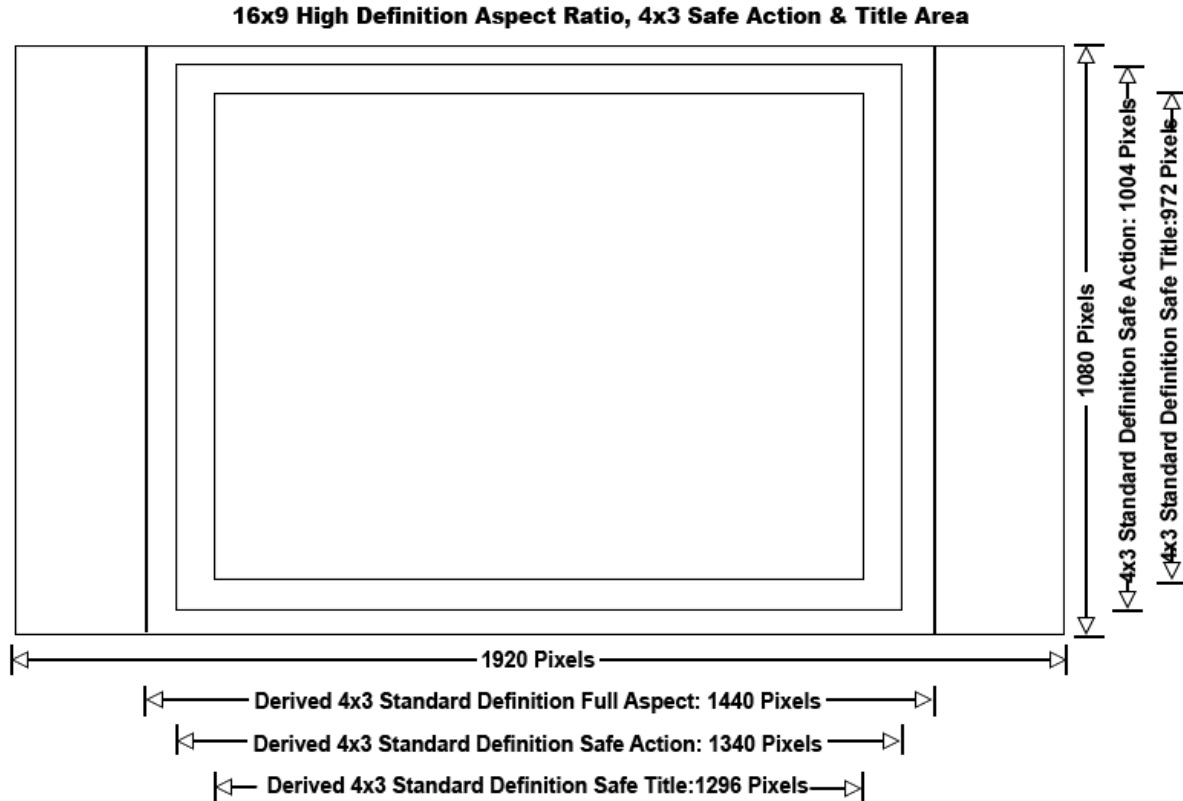 16x9 High Definition Aspect Ratio, 4x3 Safe Action & Title Area
1080 Pixels
4x3 Standard Definition Safe Action: 1004 Pixels
4x3 Standard Definition Safe Title:972 Pixels
1920 Pixels
Derived 4x3 Standard Definition Full Aspect: 1440 Pixels
Derived 4x3 Standard Definition Safe Action: 1340 Pixels
Derived 4x3 Standard Definition Safe Title:1296 Pixels